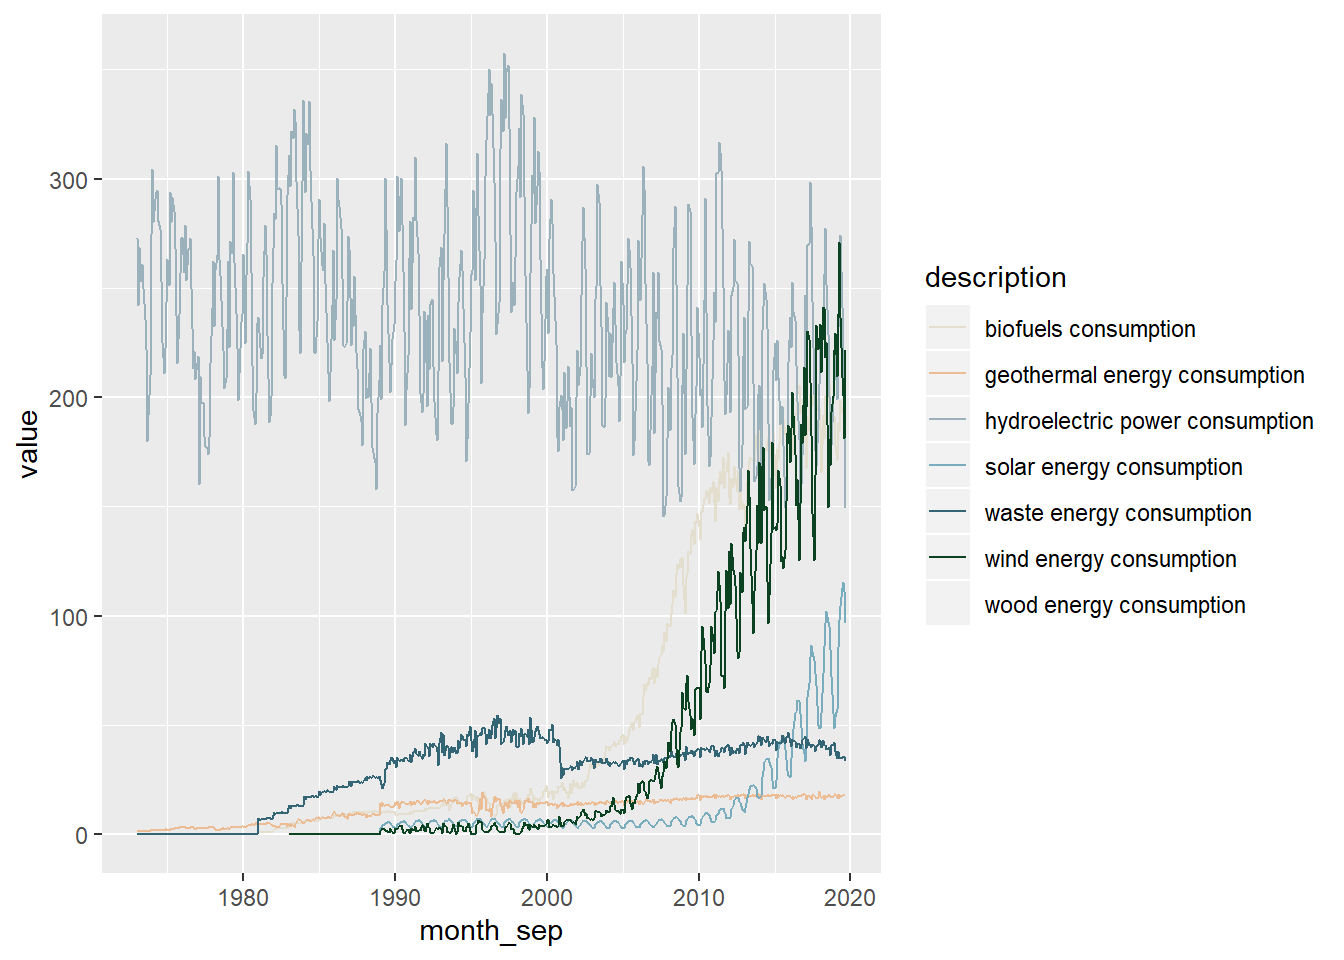 300
200
100
0
value
1980
1990
2000
2010
2020
month_sep
description
biofuels consumption
geothermal energy consumption
hydroelectric power consumption
solar energy consumption
waste energy consumption
wind energy consumption
wood energy consumption